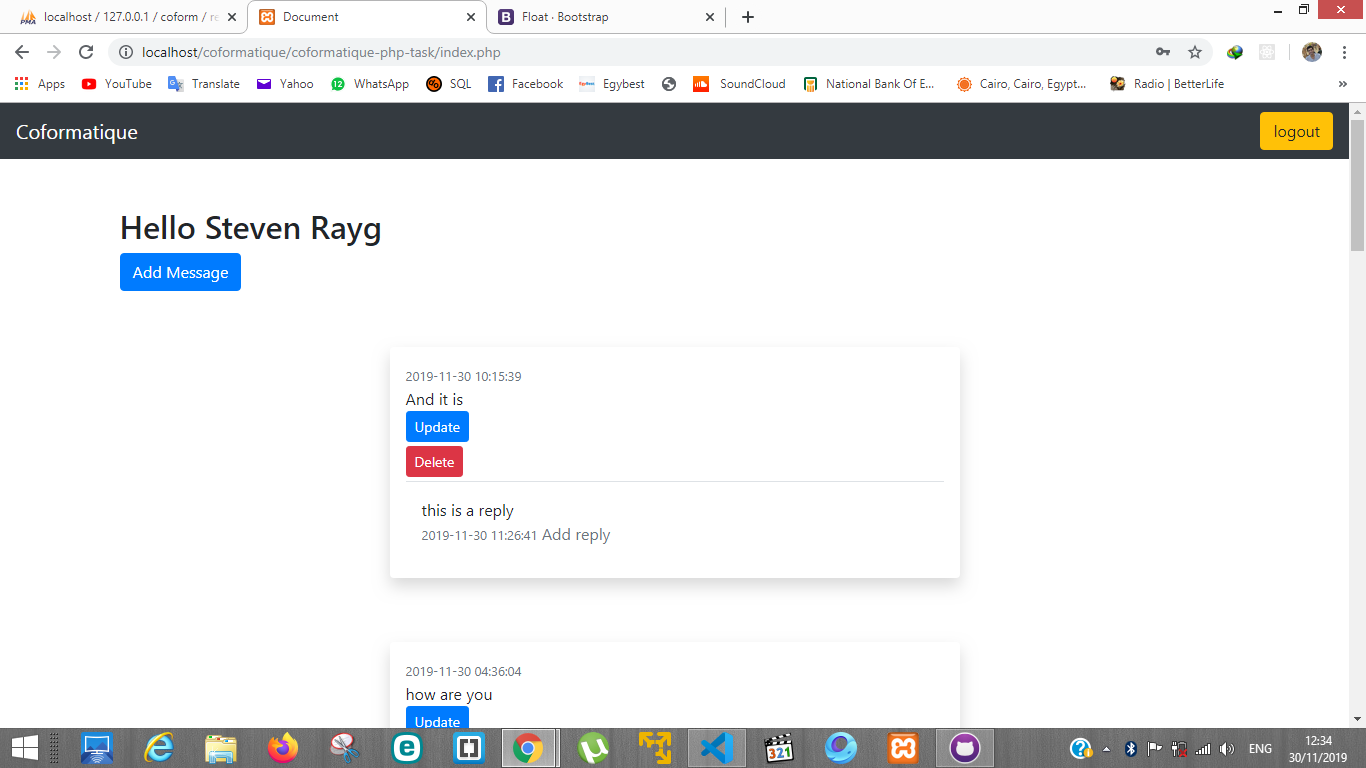 localhost / 127.0.0.1 / coform / re
Document
Float · Bootstrap
localhost/coformatique/coformatique-php-task/index.php
Apps YouTube Translate Yahoo WhatsApp SQL Facebook Egybest SoundCloud National Bank Of E... Cairo, Cairo, Egypt... Radio | BetterLife »
Coformatique
logout
Hello Steven Rayg
Add Message
2019-11-30 10:15:39
And it is
Update
Delete
this is a reply
2019-11-30 11:26:41 Add reply
2019-11-30 04:36:04
how are you
Update
ENG
12:34
30/11/2019